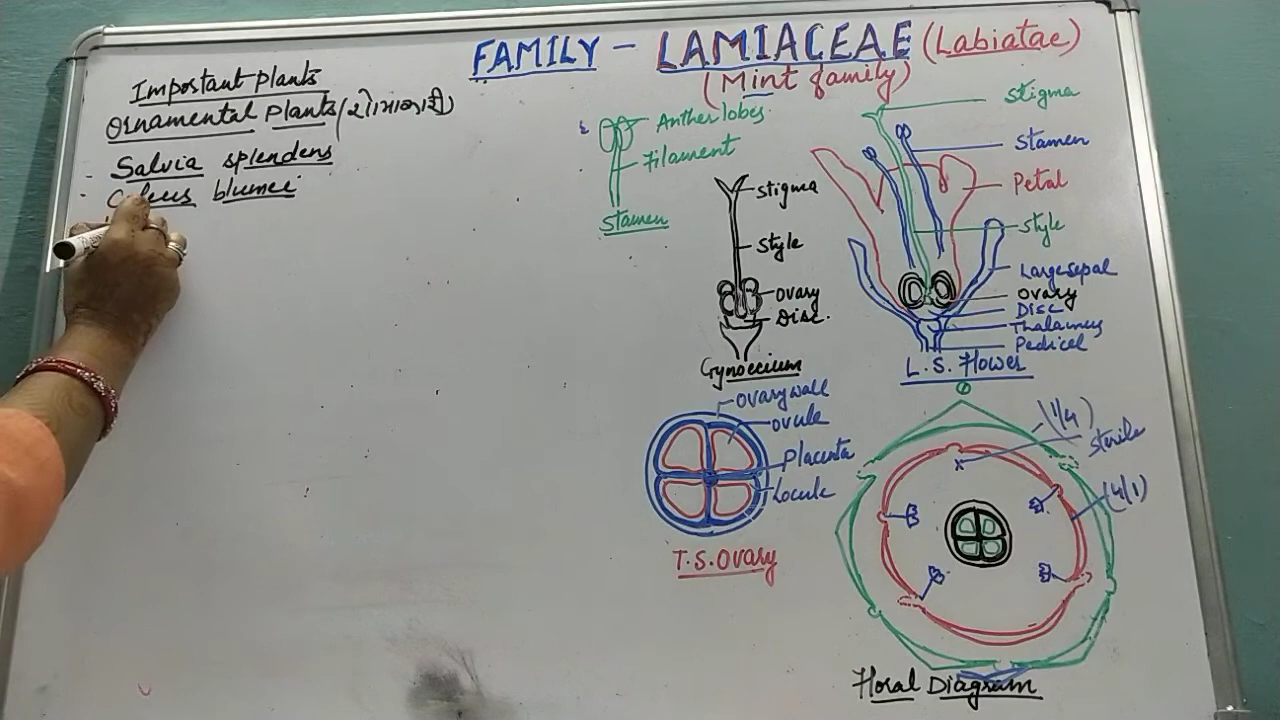 FAMILY - LAMIACEAE (Labiatae)
(Mint family)
Important plants
Ornamental Plants
- Salvia splendens
- Coleus blumei
Anther lobes
Filament
Stamen
Stigma
Style
Ovary
Disc.
Gynoecium
Stigma
Stamen
Petal
Style
Large sepal
Ovary
Disc
Thalamus
Pedicel
L.S. Flower
Ovary wall
Ovule
Placenta
Locule
T.S. Ovary
(1/4)
Sterile
(4/1)
Floral Diagram